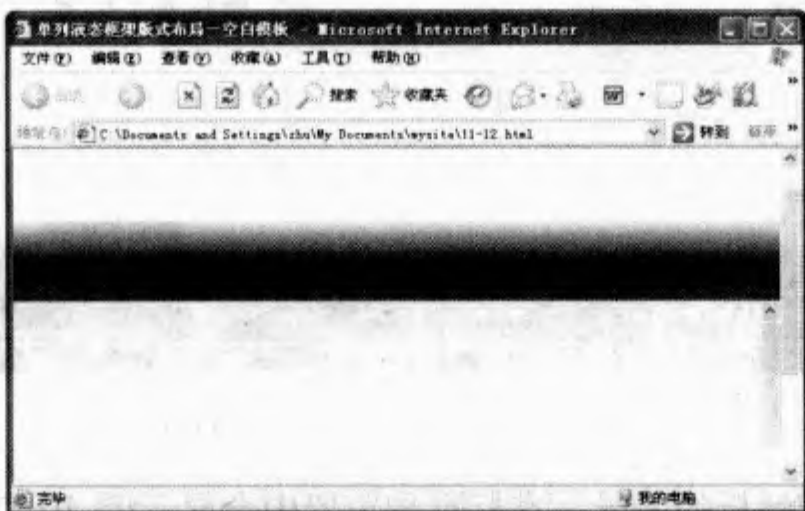 单列液态框架版式布局—空白模板 - Microsoft Internet Explorer
文件(F) 编辑(E) 查看(V) 收藏(A) 工具(T) 帮助(H)
搜索 收藏夹
C:\Documents and Settings\zhu\My Documents\mysite\11-12.html 转到
完毕 我的电脑